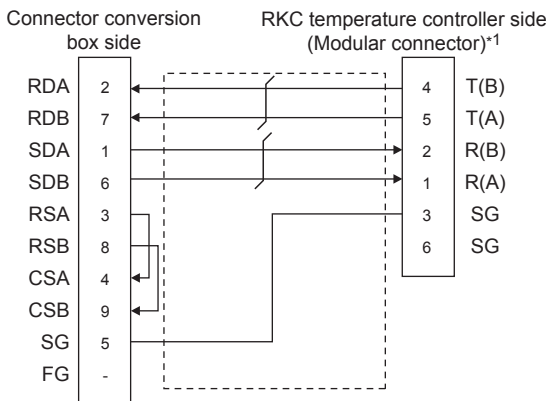 Connector conversion box side
RKC temperature controller side (Modular connector)*1
RDA 2 4 T(B)
RDB 7 5 T(A)
SDA 1 2 R(B)
SDB 6 1 R(A)
RSA 3 3 SG
RSB 8 6 SG
CSA 4
CSB 9
SG 5
FG -